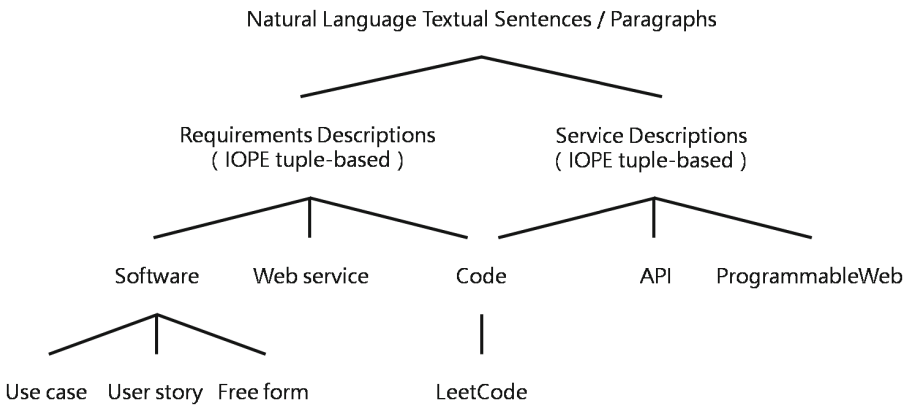 Natural Language Textual Sentences / Paragraphs
Requirements Descriptions
( IOPE tuple-based )
Service Descriptions
( IOPE tuple-based )
Software
Web service
Code
API
ProgrammableWeb
Use case
User story
Free form
LeetCode